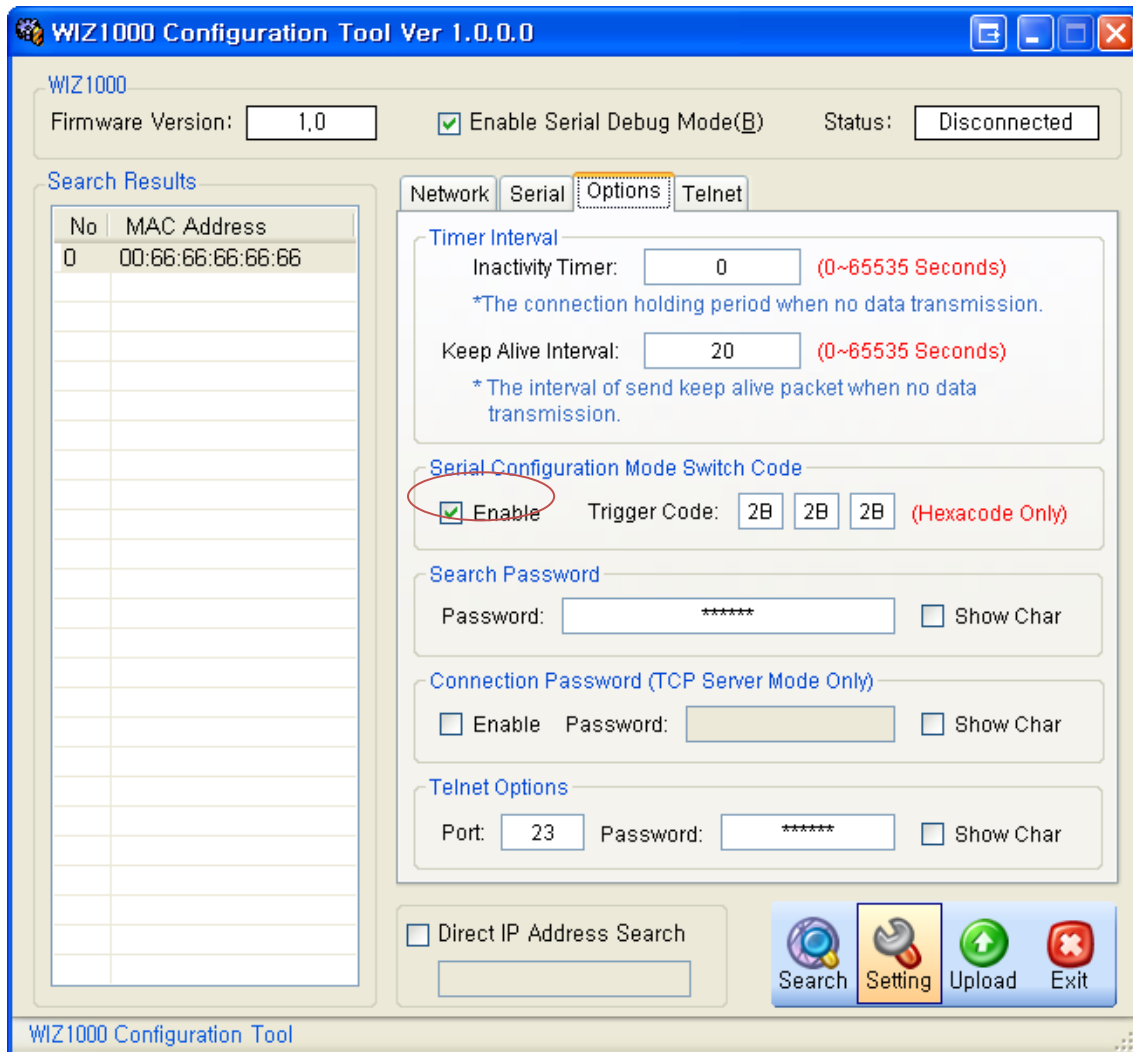 WIZ1000 Configuration Tool Ver 1.0.0.0
WIZ1000
Firmware Version: 1,0 Enable Serial Debug Mode(B) Status: Disconnected
Search Results
No MAC Address
0 00:66:66:66:66:66
Network Serial Options Telnet
Timer Interval
Inactivity Timer: 0 (0~65535 Seconds)
*The connection holding period when no data transmission.
Keep Alive Interval: 20 (0~65535 Seconds)
* The interval of send keep alive packet when no data
transmission.
Serial Configuration Mode Switch Code
Enable Trigger Code: 2B 2B 2B (Hexacode Only)
Search Password
Password: ****** Show Char
Connection Password (TCP Server Mode Only)
Enable Password: Show Char
Telnet Options
Port: 23 Password: ****** Show Char
Direct IP Address Search
Search Setting Upload Exit
WIZ1000 Configuration Tool